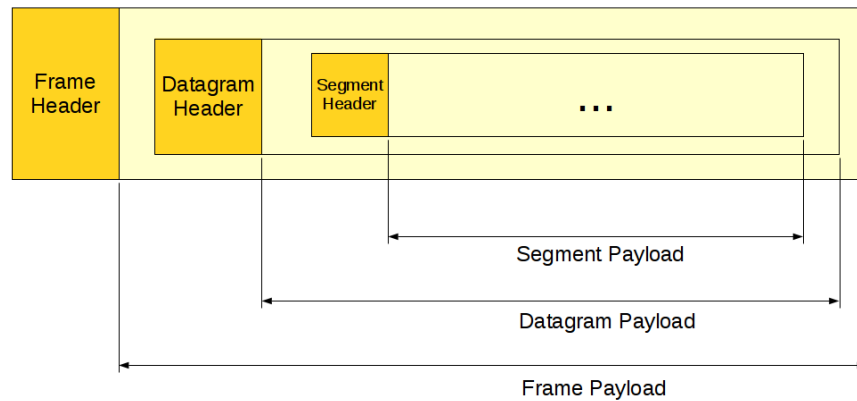 Frame
Header
Datagram
Header
Segment
Header
...
Segment Payload
Datagram Payload
Frame Payload